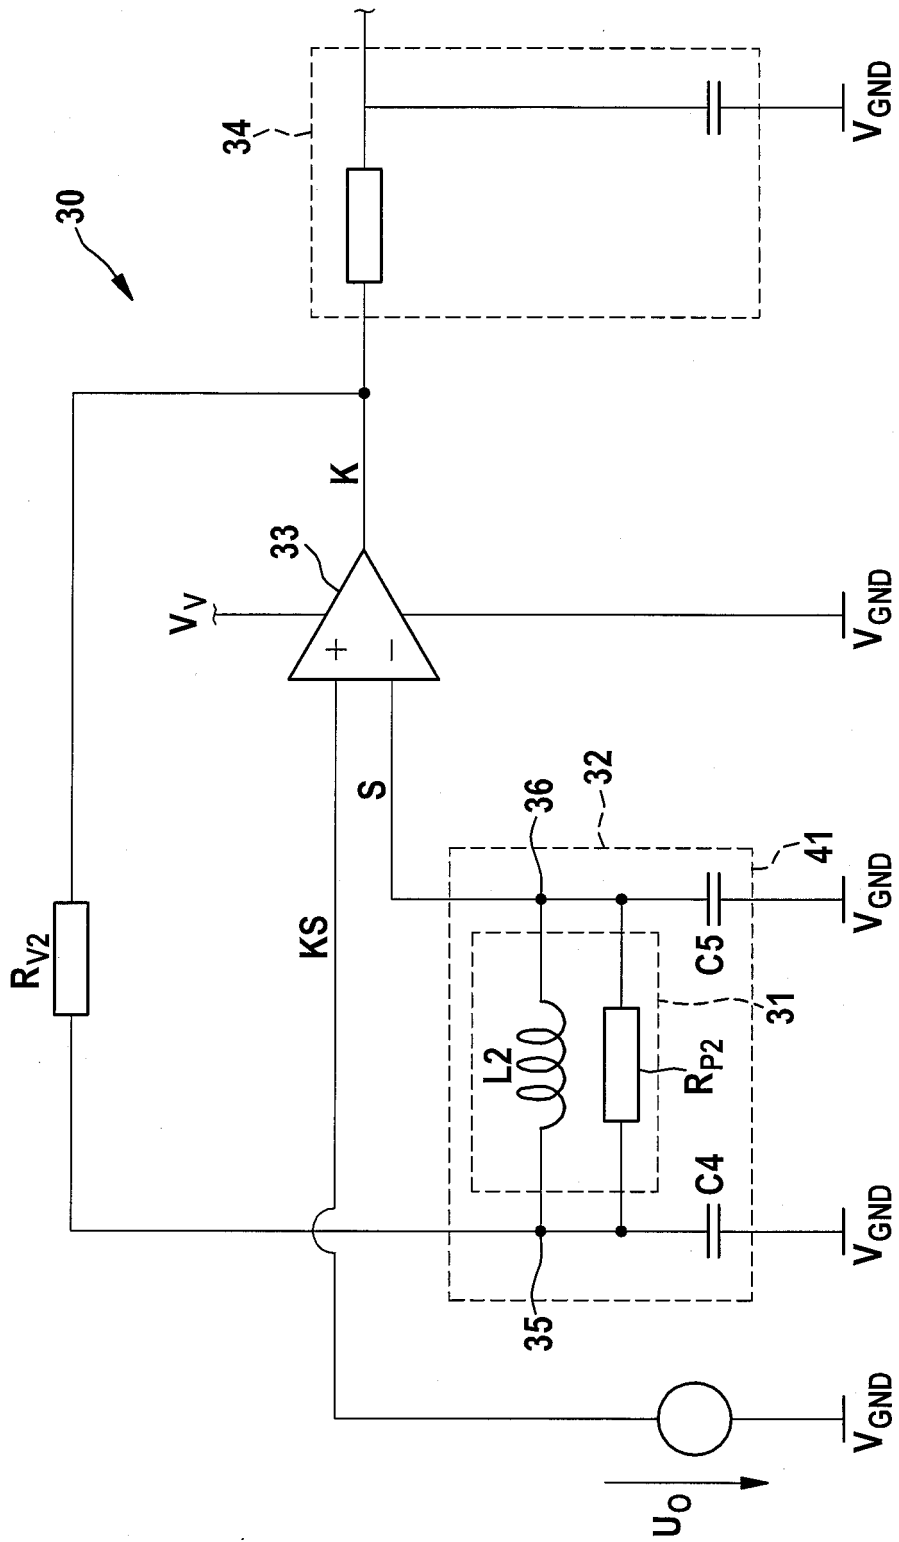 30
34
V_GND
R_V2
K
33
V_V
+
−
V_GND
KS
S
36
32
41
L2
31
R_P2
C4
C5
V_GND
V_GND
35
U_O
V_GND